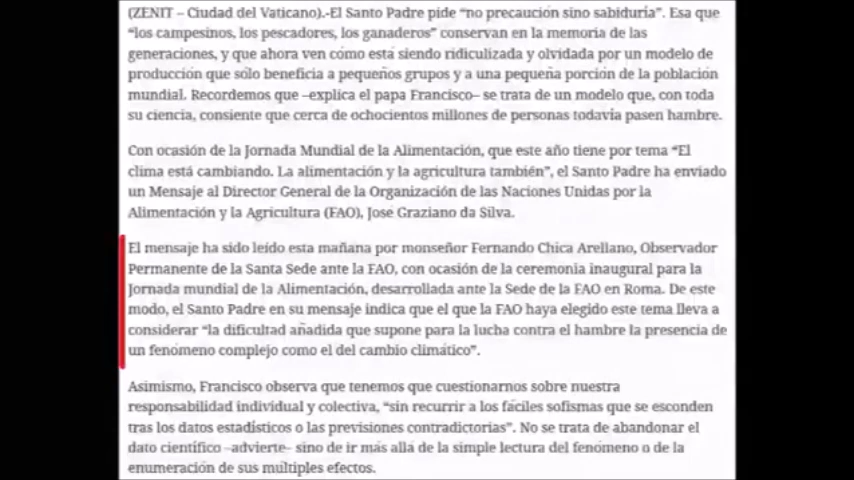 (ZENIT – Ciudad del Vaticano).-El Santo Padre pide “no precaución sino sabiduría”. Esa que
“los campesinos, los pescadores, los ganaderos” conservan en la memoria de las
generaciones, y que ahora ven cómo está siendo ridiculizada y olvidada por un modelo de
producción que sólo beneficia a pequeños grupos y a una pequeña porción de la población
mundial. Recordemos que –explica el papa Francisco– se trata de un modelo que, con toda
su ciencia, consiente que cerca de ochocientos millones de personas todavía pasen hambre.
Con ocasión de la Jornada Mundial de la Alimentación, que este año tiene por tema “El
clima está cambiando. La alimentación y la agricultura también”, el Santo Padre ha enviado
un Mensaje al Director General de la Organización de las Naciones Unidas por la
Alimentación y la Agricultura (FAO), José Graziano da Silva.
El mensaje ha sido leído esta mañana por monseñor Fernando Chica Arellano, Observador
Permanente de la Santa Sede ante la FAO, con ocasión de la ceremonia inaugural para la
Jornada mundial de la Alimentación, desarrollada ante la Sede de la FAO en Roma. De este
modo, el Santo Padre en su mensaje indica que el que la FAO haya elegido este tema lleva a
considerar “la dificultad añadida que supone para la lucha contra el hambre la presencia de
un fenómeno complejo como el del cambio climático”.
Asimismo, Francisco observa que tenemos que cuestionarnos sobre nuestra
responsabilidad individual y colectiva, “sin recurrir a los fáciles sofismas que se esconden
tras los datos estadísticos o las previsiones contradictorias”. No se trata de abandonar el
dato científico –advierte– sino de ir más allá de la simple lectura del fenómeno o de la
enumeración de sus múltiples efectos.